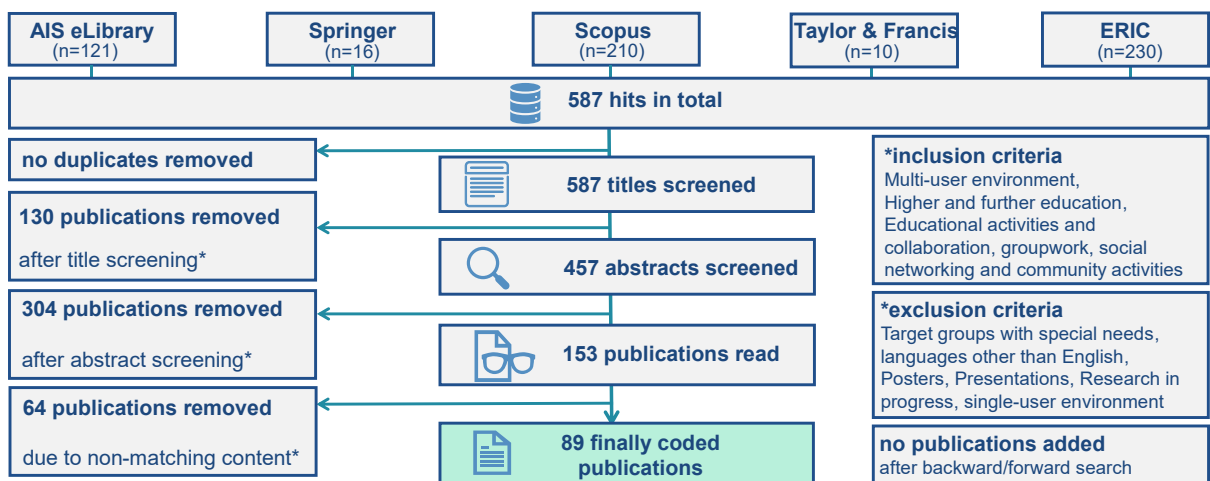 AIS eLibrary
(n=121)
Springer
(n=16)
Scopus
(n=210)
Taylor & Francis
(n=10)
ERIC
(n=230)
587 hits in total
no duplicates removed
587 titles screened
130 publications removed
after title screening*
457 abstracts screened
304 publications removed
after abstract screening*
153 publications read
64 publications removed
due to non-matching content*
89 finally coded
publications
*inclusion criteria
Multi-user environment,
Higher and further education,
Educational activities and
collaboration, groupwork, social
networking and community activities
*exclusion criteria
Target groups with special needs,
languages other than English,
Posters, Presentations, Research in
progress, single-user environment
no publications added
after backward/forward search